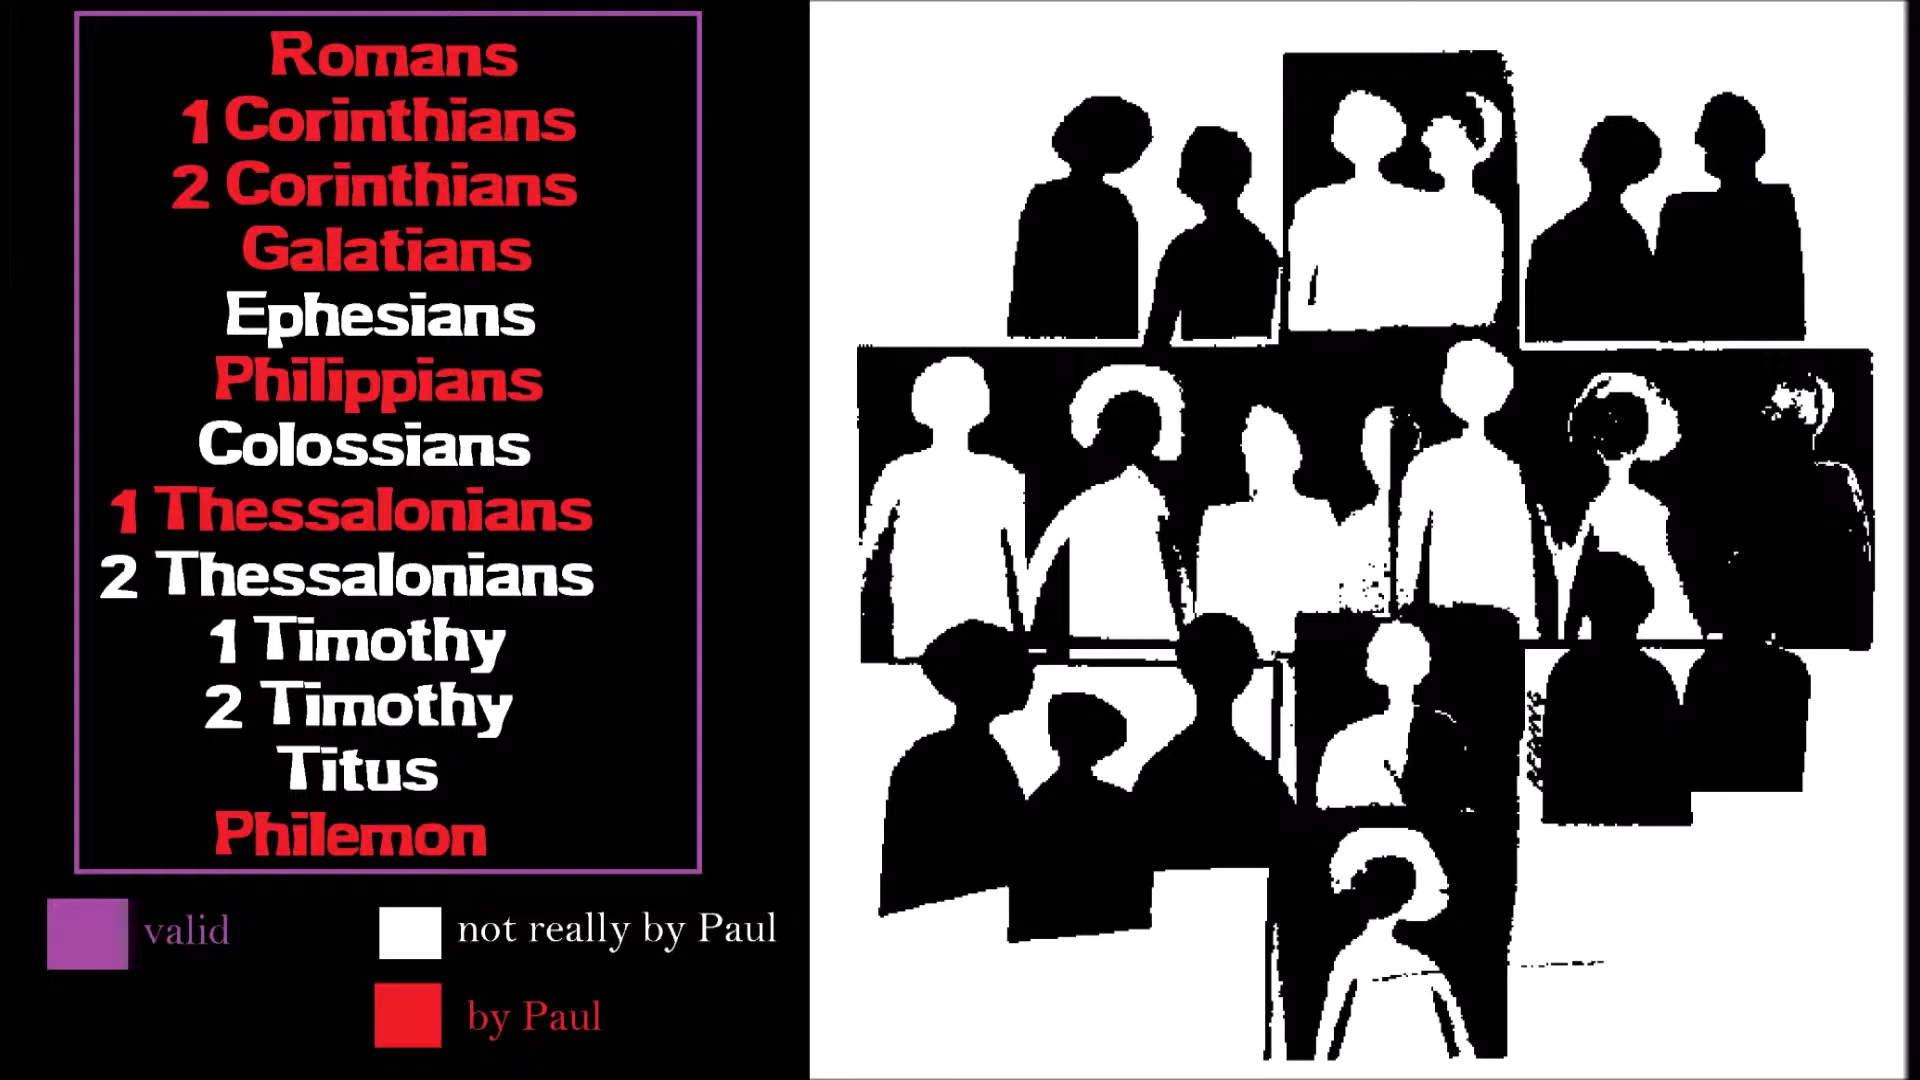 Romans
1 Corinthians
2 Corinthians
Galatians
Ephesians
Philippians
Colossians
1 Thessalonians
2 Thessalonians
1 Timothy
2 Timothy
Titus
Philemon
valid
not really by Paul
by Paul